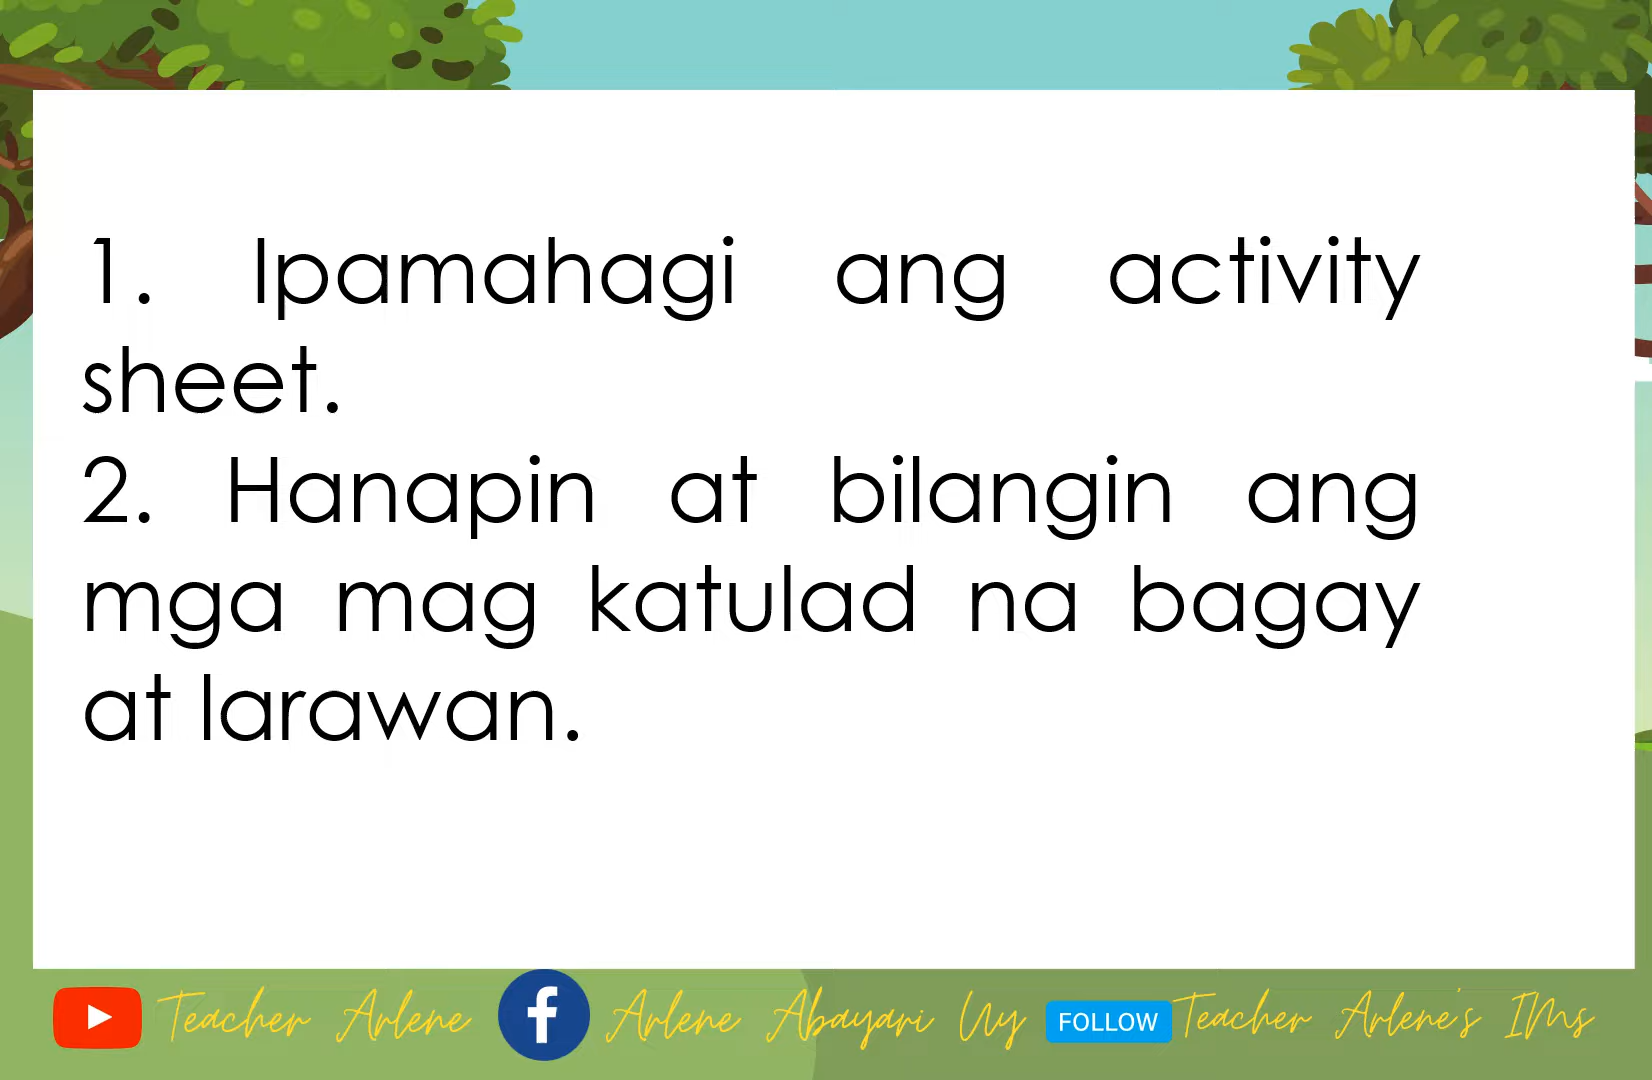 1. Ipamahagi ang activity
sheet.
2. Hanapin at bilangin ang
mga mag katulad na bagay
at larawan.
Teacher Arlene f Arlene Abayari Uy FOLLOW Teacher Arlene's IMs